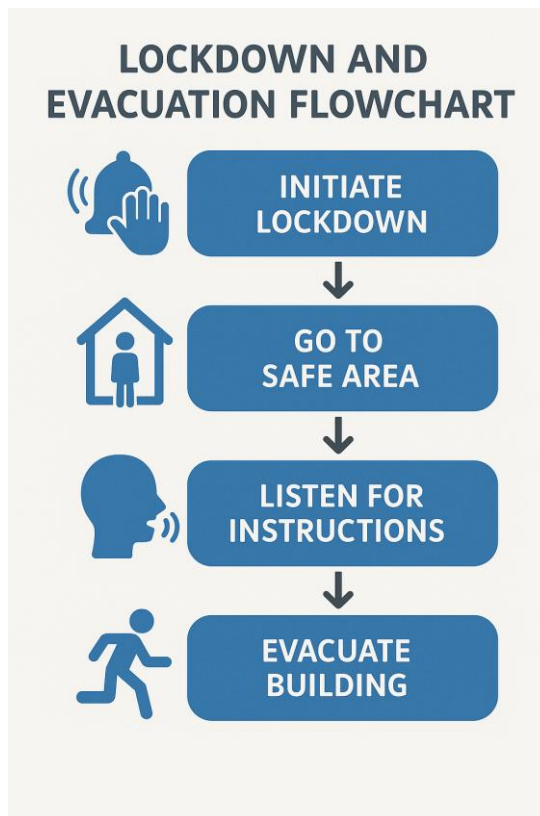 LOCKDOWN AND
EVACUATION FLOWCHART
INITIATE
LOCKDOWN
GO TO
SAFE AREA
LISTEN FOR
INSTRUCTIONS
EVACUATE
BUILDING